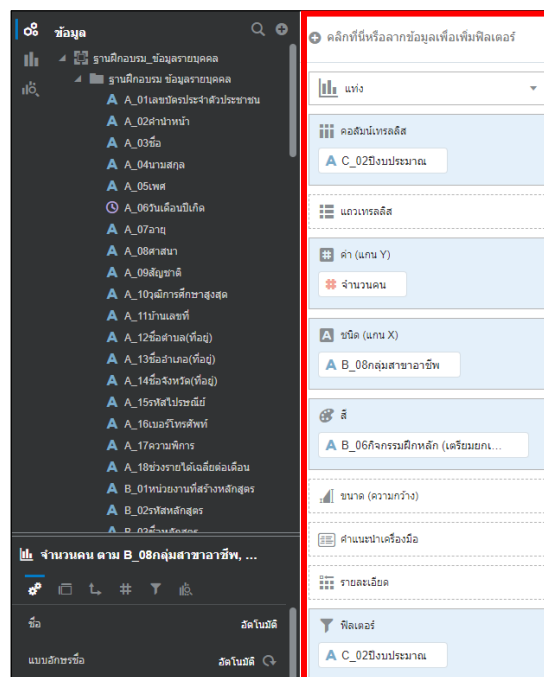 ข้อมูล
ฐานฝึกอบรม_ข้อมูลรายบุคคล
ฐานฝึกอบรม ข้อมูลรายบุคคล
A_01เลขบัตรประจำตัวประชาชน
A_02คำนำหน้า
A_03ชื่อ
A_04นามสกุล
A_05เพศ
A_06วันเดือนปีเกิด
A_07อายุ
A_08ศาสนา
A_09สัญชาติ
A_10วุฒิการศึกษาสูงสุด
A_11บ้านเลขที่
A_12ชื่อตำบล(ที่อยู่)
A_13ชื่ออำเภอ(ที่อยู่)
A_14ชื่อจังหวัด(ที่อยู่)
A_15รหัสไปรษณีย์
A_16เบอร์โทรศัพท์
A_17ความพิการ
A_18ช่วงรายได้เฉลี่ยต่อเดือน
B_01หน่วยงานที่สร้างหลักสูตร
B_02รหัสหลักสูตร
B_03ชื่อหลักสูตร
จำนวนคน ตาม B_08กลุ่มสาขาอาชีพ, ...
ชื่อ
อัตโนมัติ
แบบอักษรชื่อ
อัตโนมัติ
คลิกที่นี่หรือลากข้อมูลเพื่อเพิ่มฟิลเตอร์
แท่ง
คอลัมน์เทรลลิส
C_02ปีงบประมาณ
แถวเทรลลิส
ค่า (แกน Y)
จำนวนคน
ชนิด (แกน X)
B_08กลุ่มสาขาอาชีพ
สี
B_06กิจกรรมฝึกหลัก (เตรียมยกเ...
ขนาด (ความกว้าง)
คำแนะนำเครื่องมือ
รายละเอียด
ฟิลเตอร์
C_02ปีงบประมาณ